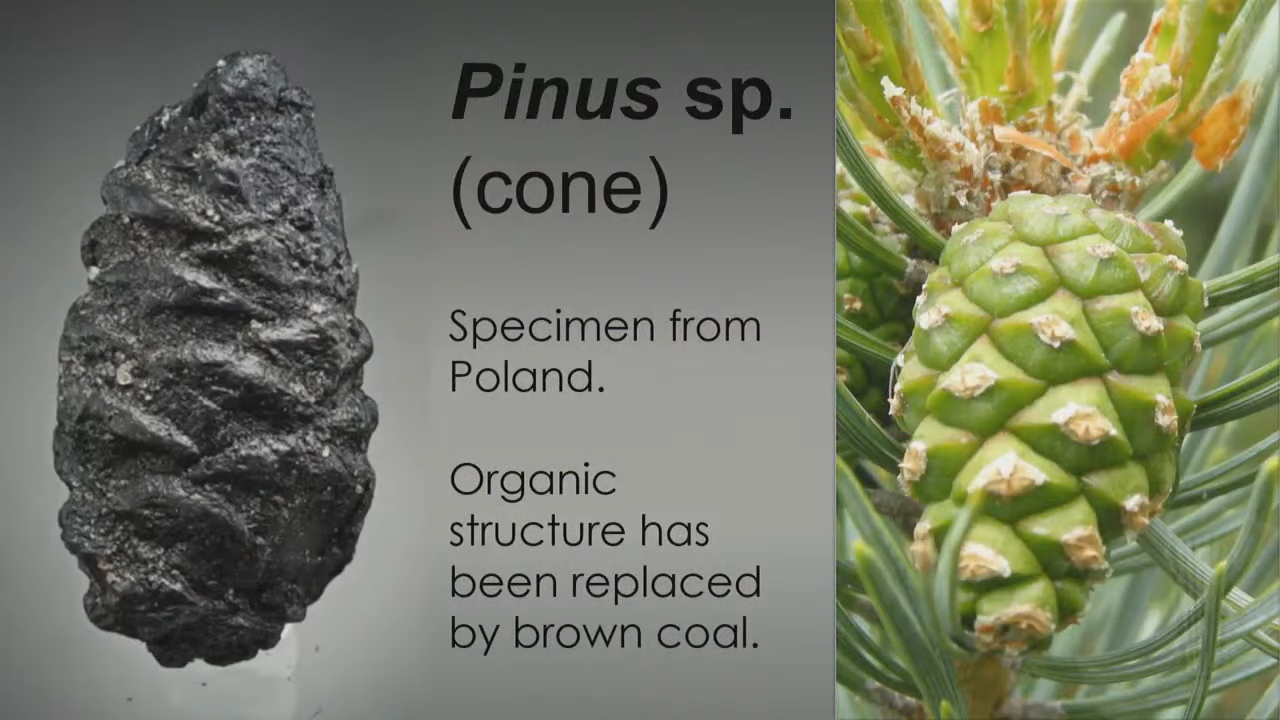 Pinus sp.
(cone)
Specimen from
Poland.
Organic
structure has
been replaced
by brown coal.